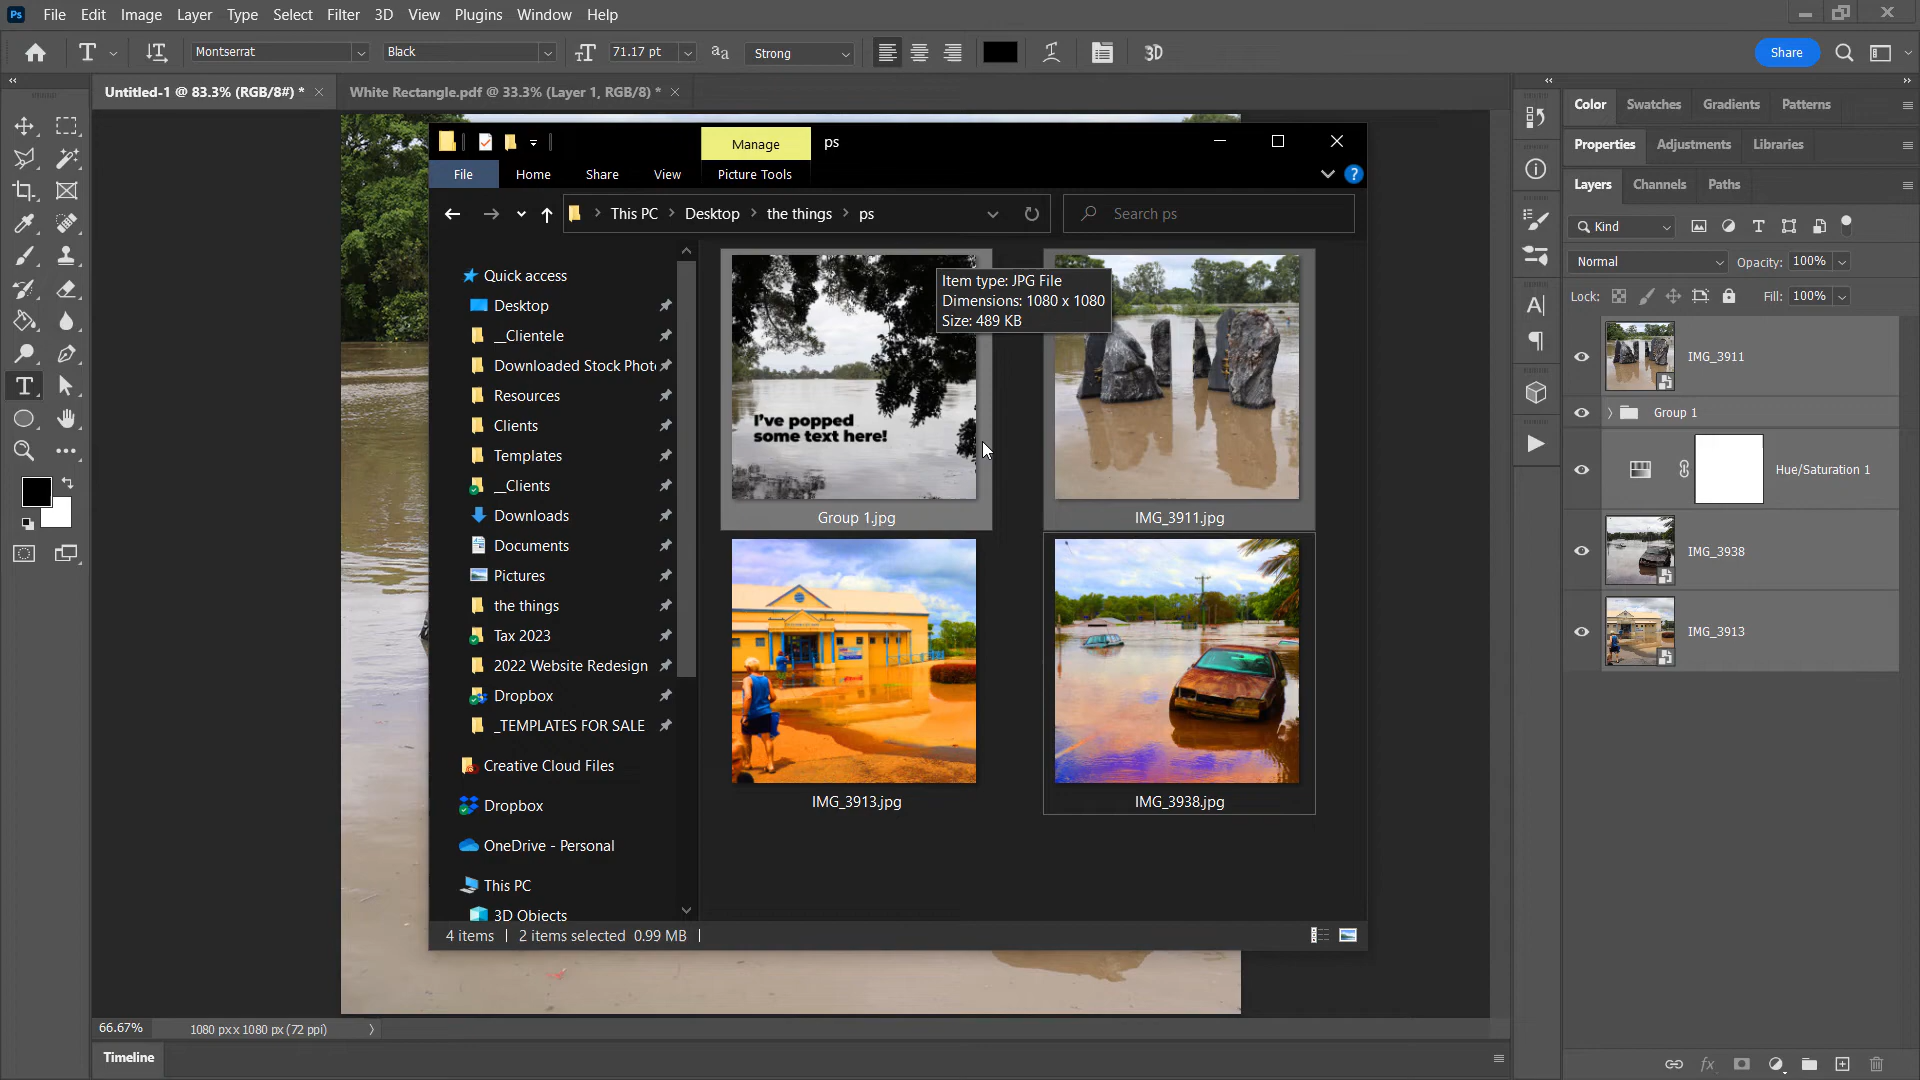 Ps File Edit Image Layer Type Select Filter 3D View Plugins Window Help
T Montserrat Black 71.17 pt aa Strong 3D Share
Untitled-1 @ 83.3% (RGB/8#) * White Rectangle.pdf @ 33.3% (Layer 1, RGB/8) *
Color Swatches Gradients Patterns
Properties Adjustments Libraries
Layers Channels Paths
Kind
Normal Opacity: 100%
Lock: Fill: 100%
IMG_3911
Group 1
Hue/Saturation 1
IMG_3938
IMG_3913
Manage ps
File Home Share View Picture Tools
This PC Desktop the things ps Search ps
Quick access
Desktop
__Clientele
Downloaded Stock Phot
Resources
Clients
Templates
__Clients
Downloads
Documents
Pictures
the things
Tax 2023
2022 Website Redesign
Dropbox
_TEMPLATES FOR SALE
Creative Cloud Files
Dropbox
OneDrive - Personal
This PC
3D Objects
Item type: JPG File
Dimensions: 1080 x 1080
Size: 489 KB
I've popped
some text here!
Group 1.jpg IMG_3911.jpg
IMG_3913.jpg IMG_3938.jpg
4 items 2 items selected 0.99 MB
66.67% 1080 px x 1080 px (72 ppi)
Timeline